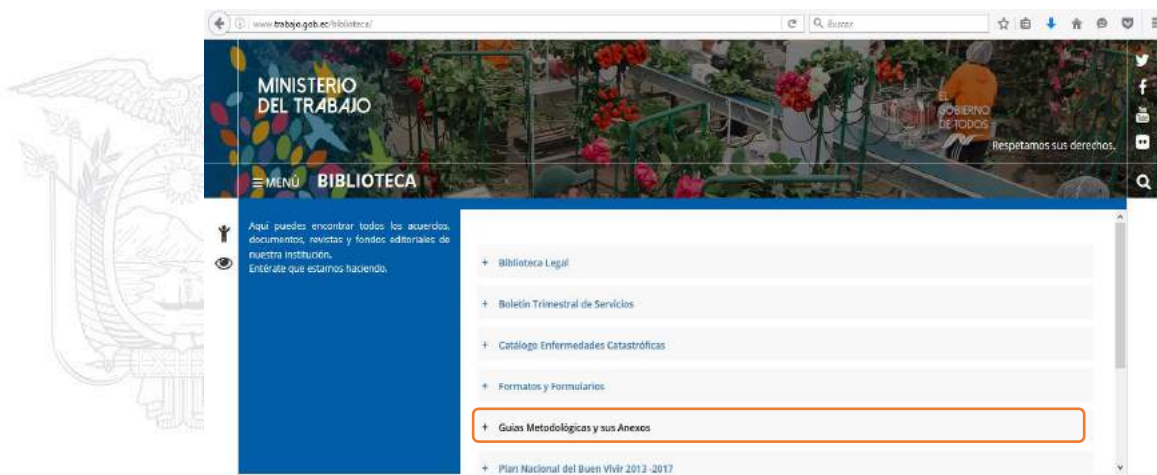 www.trabajo.gob.ec/biblioteca/
Buscar
MINISTERIO
DEL TRABAJO
EL
GOBIERNO
DE TODOS
Respetamos sus derechos.
MENÚ BIBLIOTECA
Aquí puedes encontrar todos los acuerdos,
documentos, revistas y fondos editoriales de
nuestra institución.
Entérate que estamos haciendo.
+ Biblioteca Legal
+ Boletín Trimestral de Servicios
+ Catálogo Enfermedades Catastróficas
+ Formatos y Formularios
+ Guías Metodológicas y sus Anexos
+ Plan Nacional del Buen Vivir 2013 -2017